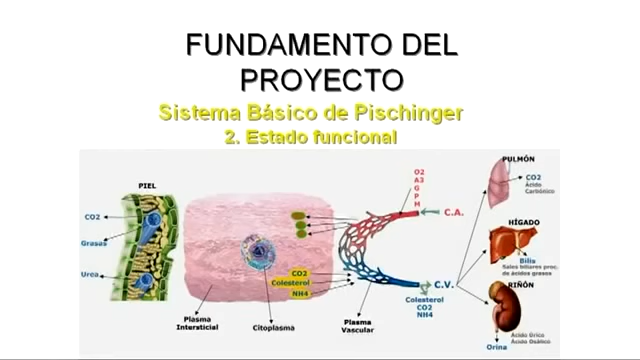 FUNDAMENTO DEL
PROYECTO
Sistema Básico de Pischinger
2. Estado funcional
PIEL
CO2
Grasas
Urea
Plasma
Intersticial
Citoplasma
CO2
Colesterol
NH4
Plasma
Vascular
O2
A3
G
P
H
C.A.
C.V.
Colesterol
CO2
NH4
PULMÓN
CO2
Ácido
Carbónico
HÍGADO
Bilis
Sales biliares proc.
de ácidos grasos
RIÑÓN
Ácido Úrico
Ácido Oxálico
Orina